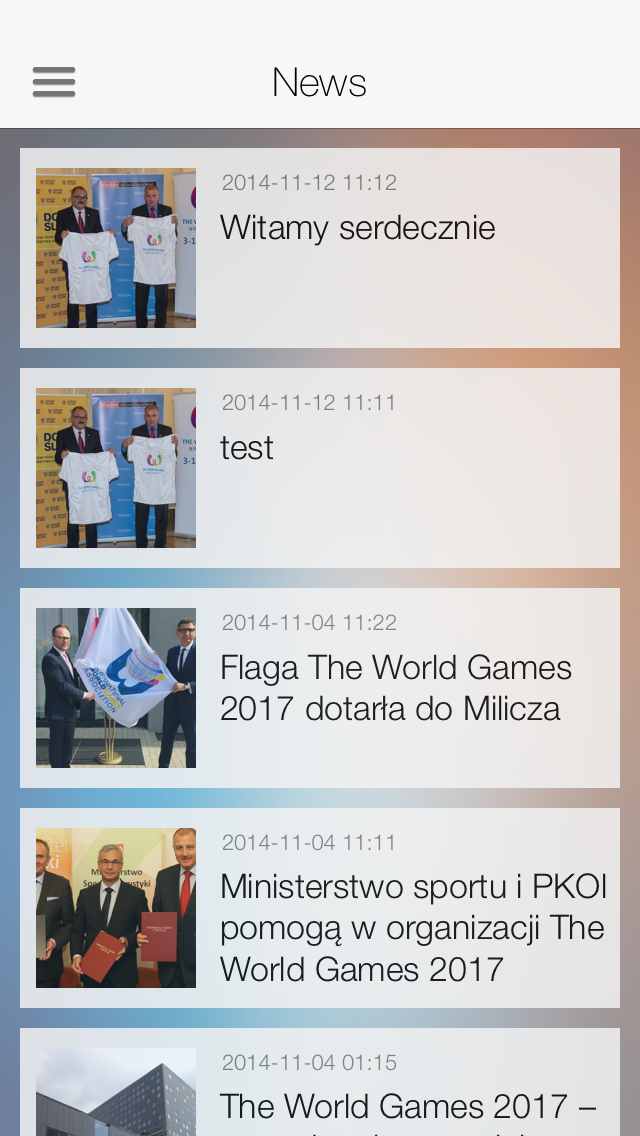 News
2014-11-12 11:12
Witamy serdecznie
2014-11-12 11:11
test
2014-11-04 11:22
Flaga The World Games
2017 dotarła do Milicza
2014-11-04 11:11
Ministerstwo sportu i PKOl
pomogą w organizacji The
World Games 2017
2014-11-04 01:15
The World Games 2017 –